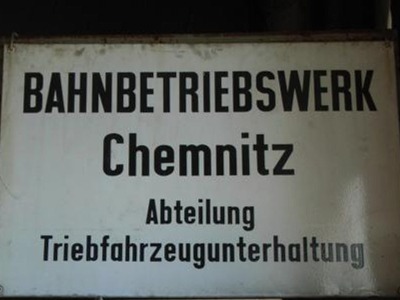 BAHNBETRIEBSWERK
Chemnitz
Abteilung
Triebfahrzeugunterhaltung